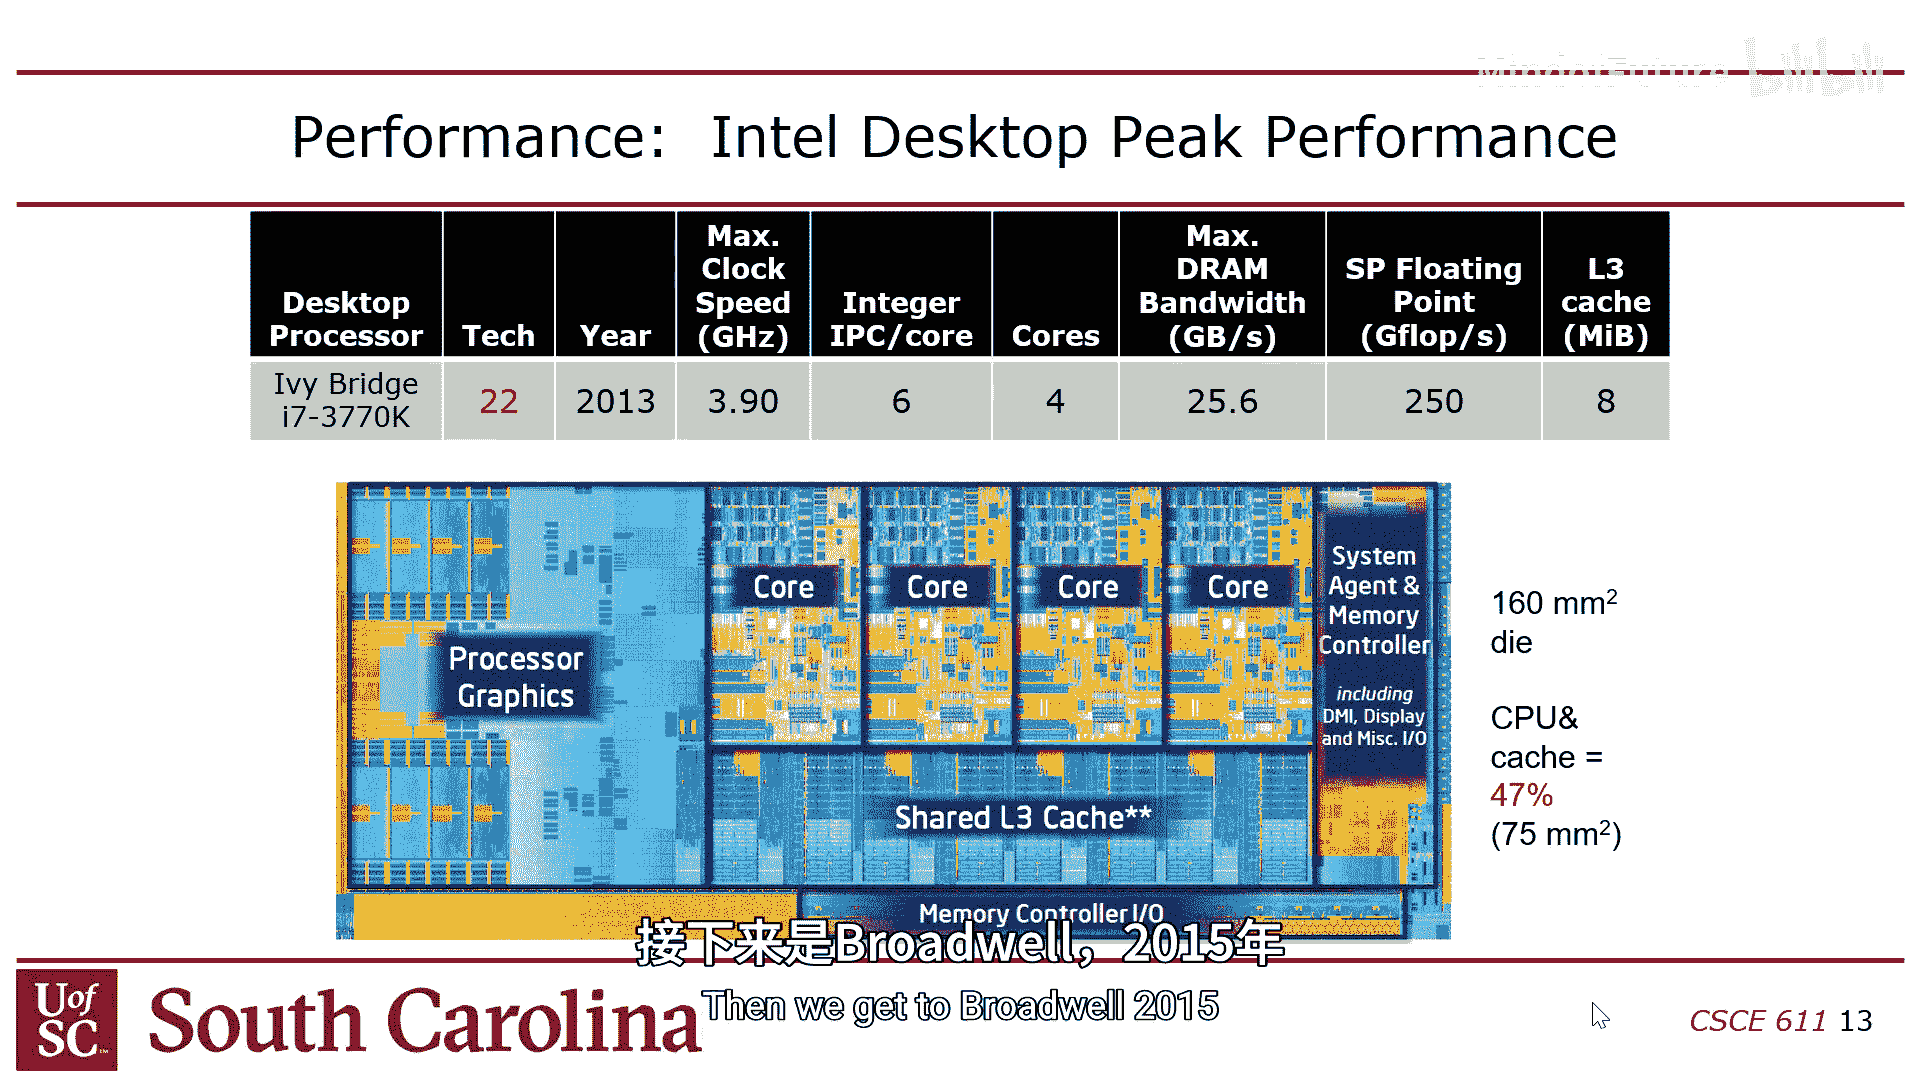 Performance: Intel Desktop Peak Performance
Desktop Processor
Tech
Year
Max. Clock Speed (GHz)
Integer IPC/core
Cores
Max. DRAM Bandwidth (GB/s)
SP Floating Point (Gflop/s)
L3 cache (MiB)
Ivy Bridge i7-3770K
22
2013
3.90
6
4
25.6
250
8
Processor
Graphics
Core
Core
Core
Core
System
Agent &
Memory
Controller
including
DMI, Display
and Misc. I/O
Shared L3 Cache**
Memory Controller I/O
160 mm²
die
CPU&
cache =
47%
(75 mm²)
接下来是Broadwell，2015年
Then we get to Broadwell 2015
UofSC
South Carolina
CSCE 611 13